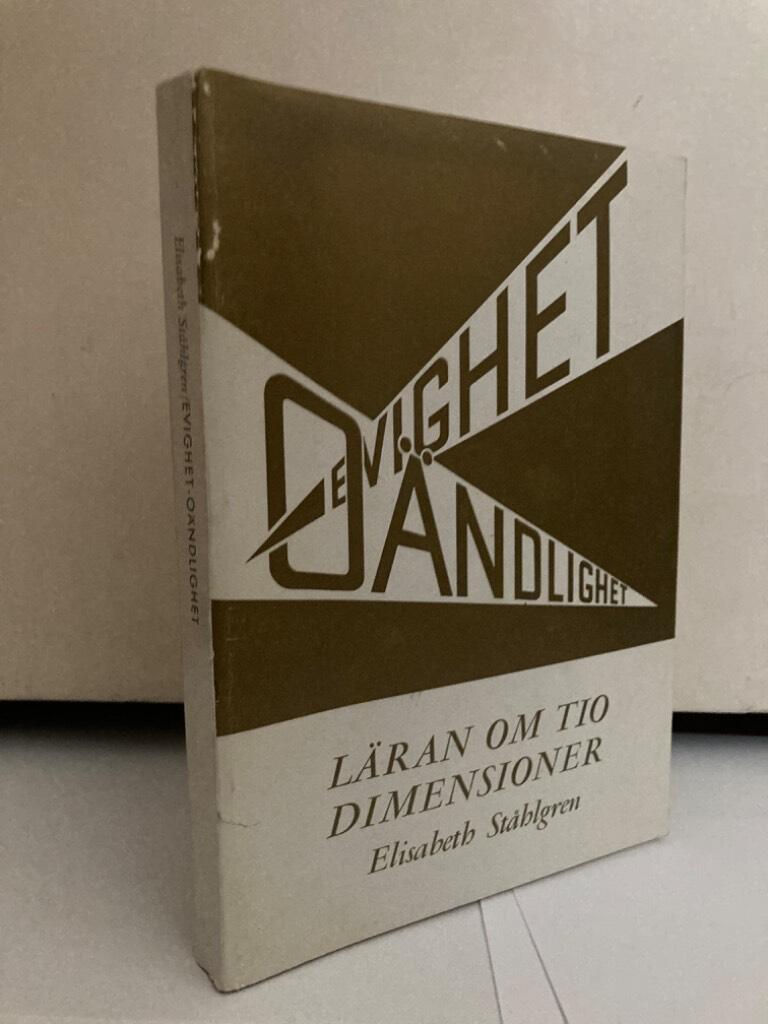 Elisabeth Ståhlgren/EVIGHET-OÄNDLIGHET
EVIGHET
OÄNDLIGHET
LÄRAN OM TIO
DIMENSIONER
Elisabeth Ståhlgren